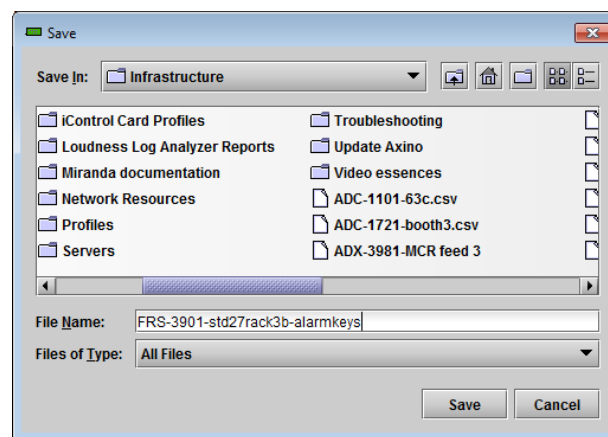 Save
Save In: Infrastructure
iControl Card Profiles
Loudness Log Analyzer Reports
Miranda documentation
Network Resources
Profiles
Servers
Troubleshooting
Update Axino
Video essences
ADC-1101-63c.csv
ADC-1721-booth3.csv
ADX-3981-MCR feed 3
File Name: FRS-3901-std27rack3b-alarmkeys
Files of Type: All Files
Save Cancel